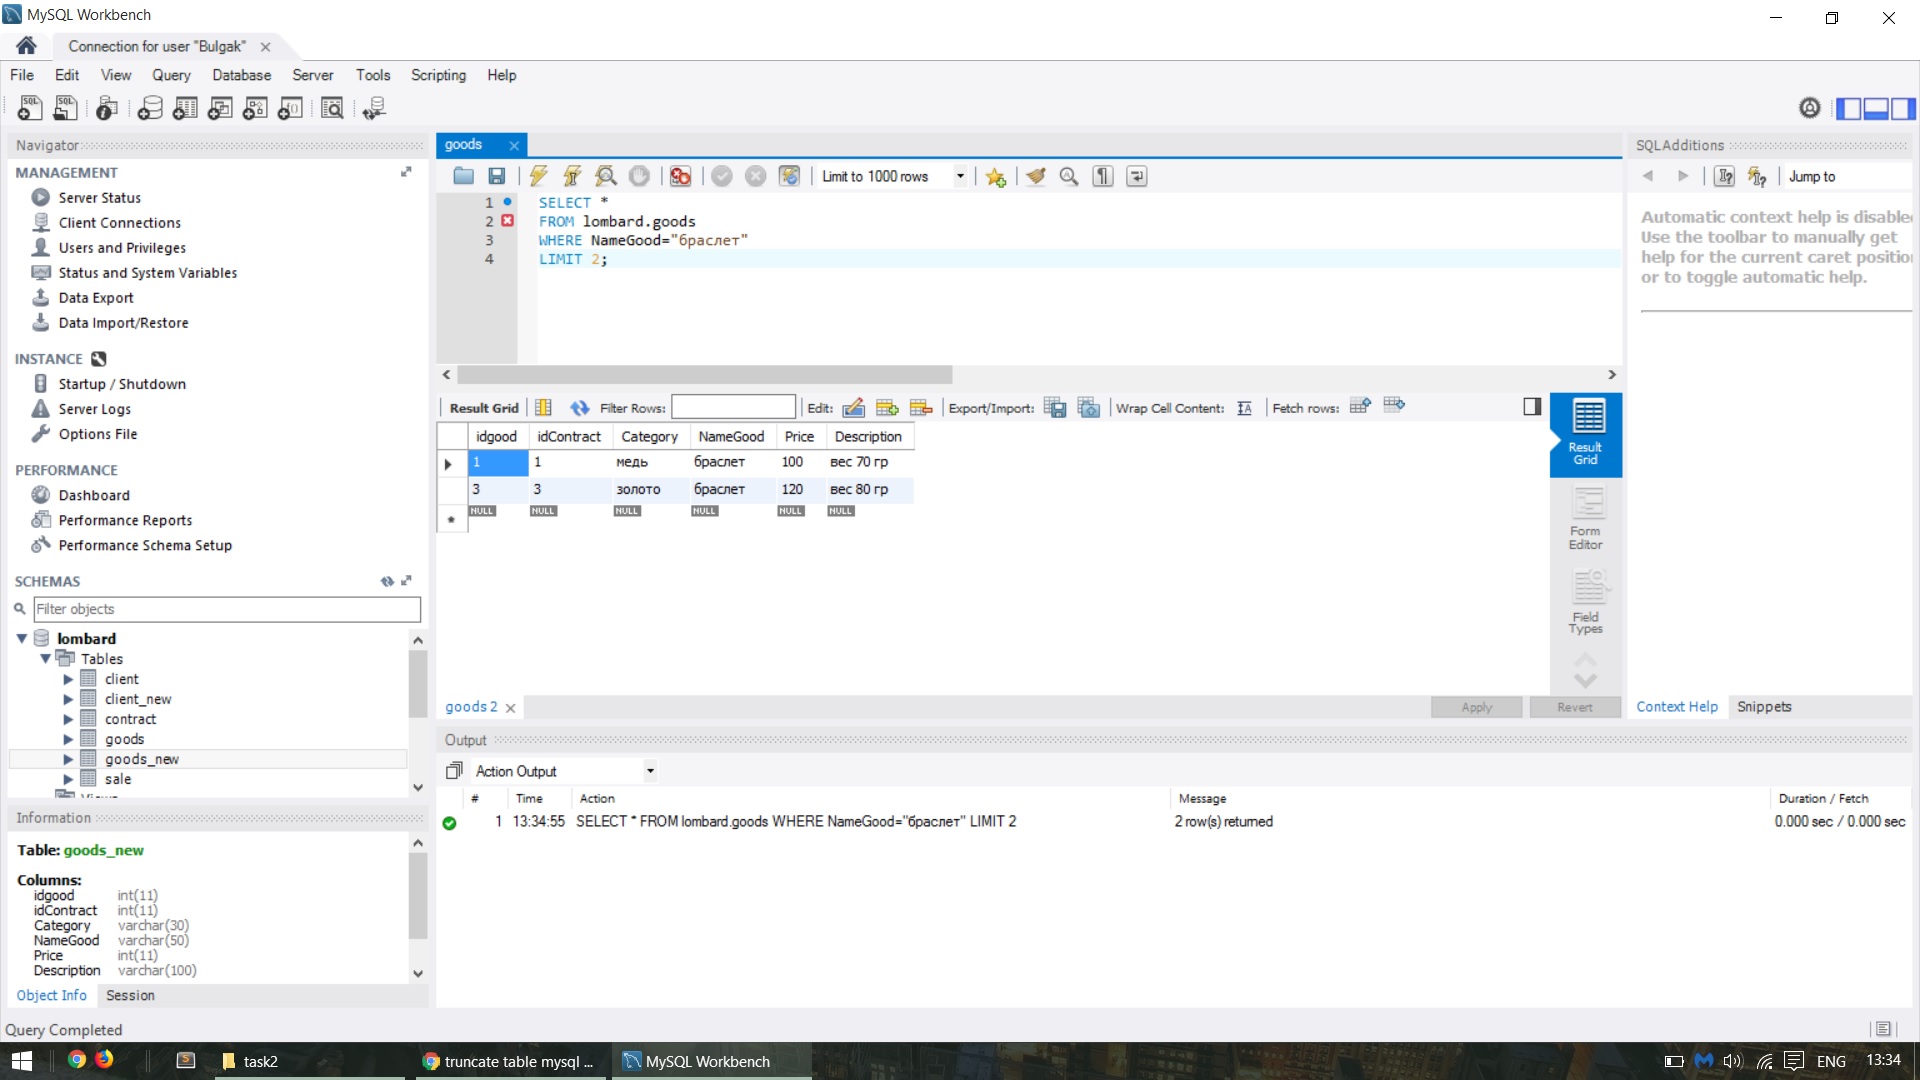 MySQL Workbench
Connection for user "Bulgak"
File Edit View Query Database Server Tools Scripting Help
Navigator
MANAGEMENT
Server Status
Client Connections
Users and Privileges
Status and System Variables
Data Export
Data Import/Restore
INSTANCE
Startup / Shutdown
Server Logs
Options File
PERFORMANCE
Dashboard
Performance Reports
Performance Schema Setup
SCHEMAS
Filter objects
lombard
Tables
client
client_new
contract
goods
goods_new
sale
Information
Table: goods_new
Columns:
idgood int(11)
idContract int(11)
Category varchar(30)
NameGood varchar(50)
Price int(11)
Description varchar(100)
Object Info Session
goods
Limit to 1000 rows
1 SELECT *
2 FROM lombard.goods
3 WHERE NameGood="браслет"
4 LIMIT 2;
Result Grid Filter Rows: Edit: Export/Import: Wrap Cell Content: Fetch rows:
idgood idContract Category NameGood Price Description
1 1 медь браслет 100 вес 70 гр
3 3 золото браслет 120 вес 80 гр
NULL NULL NULL NULL NULL NULL
Result Grid
Form Editor
Field Types
goods 2 Apply Revert
SQLAdditions
Jump to
Automatic context help is disable
Use the toolbar to manually get
help for the current caret positio
or to toggle automatic help.
Context Help Snippets
Output
Action Output
# Time Action Message Duration / Fetch
1 13:34:55 SELECT * FROM lombard.goods WHERE NameGood="браслет" LIMIT 2 2 row(s) returned 0.000 sec / 0.000 sec
Query Completed
task2 truncate table mysql ... MySQL Workbench ENG 13:34